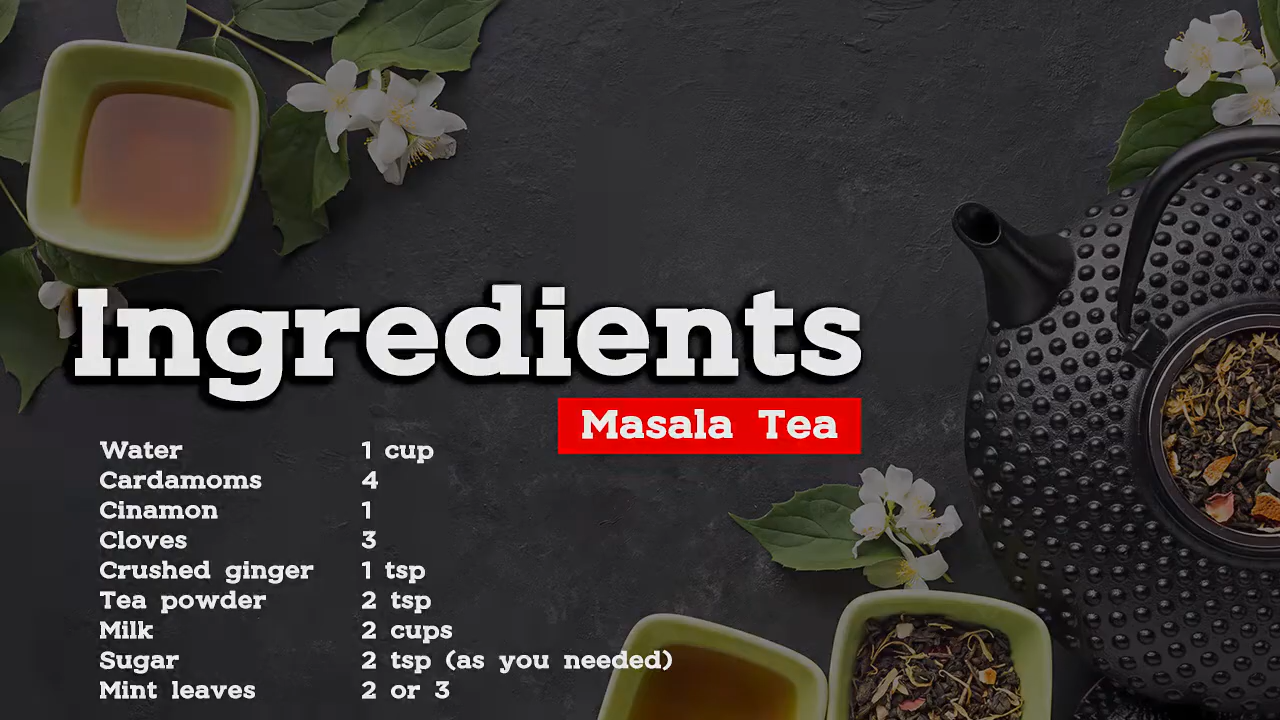 Ingredients
Masala Tea
Water 1 cup
Cardamoms 4
Cinamon 1
Cloves 3
Crushed ginger 1 tsp
Tea powder 2 tsp
Milk 2 cups
Sugar 2 tsp (as you needed)
Mint leaves 2 or 3